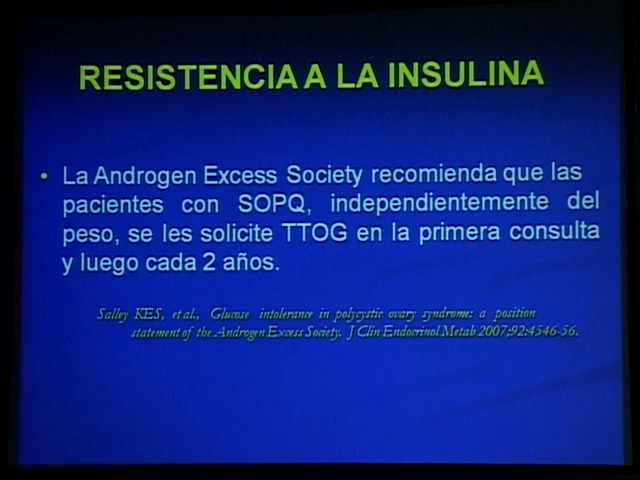 RESISTENCIA A LA INSULINA
• La Androgen Excess Society recomienda que las
pacientes con SOPQ, independientemente del
peso, se les solicite TTOG en la primera consulta
y luego cada 2 años.
Salley KES, et al., Glucose intolerance in polycystic ovary syndrome: a position
statement of the Androgen Excess Society. J Clin Endocrinol Metab 2007;92:4546-56.